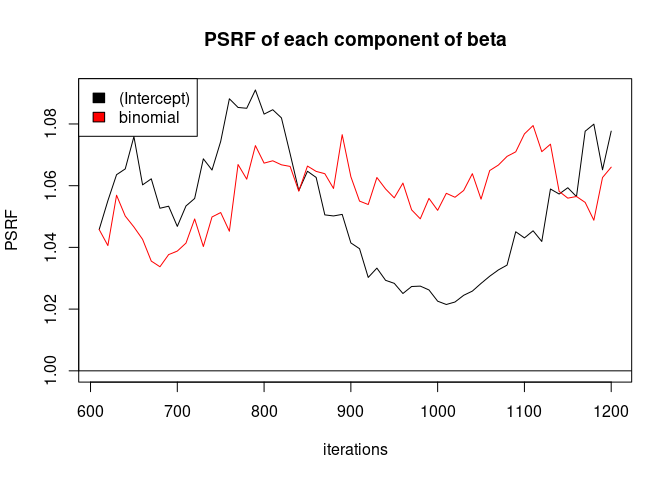 PSRF of each component of beta
(Intercept)
binomial
PSRF
1.08
1.06
1.04
1.02
1.00
600 700 800 900 1000 1100 1200
iterations